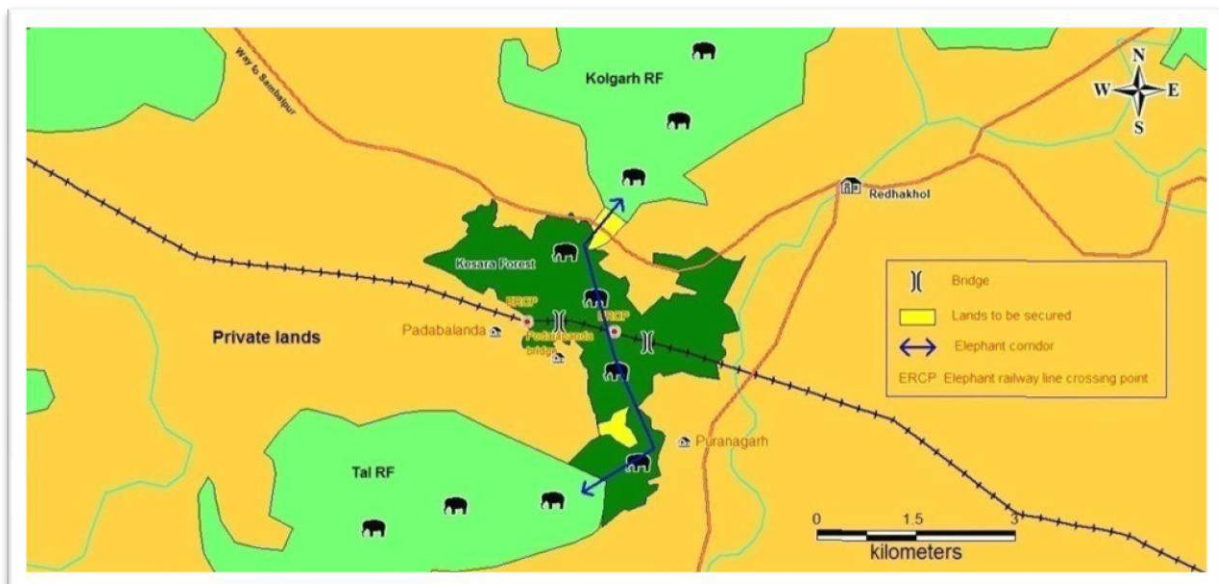 Kolgarh RF
Way to Sambalpur
N
W E
S
Redhakhol
Kesara Forest
ERCP
ERCP
Padabalanda
Bridge
Private lands
Bridge
Lands to be secured
Elephant corridor
ERCP Elephant railway line crossing point
Puranagarh
Tal RF
0 1.5 3
kilometers